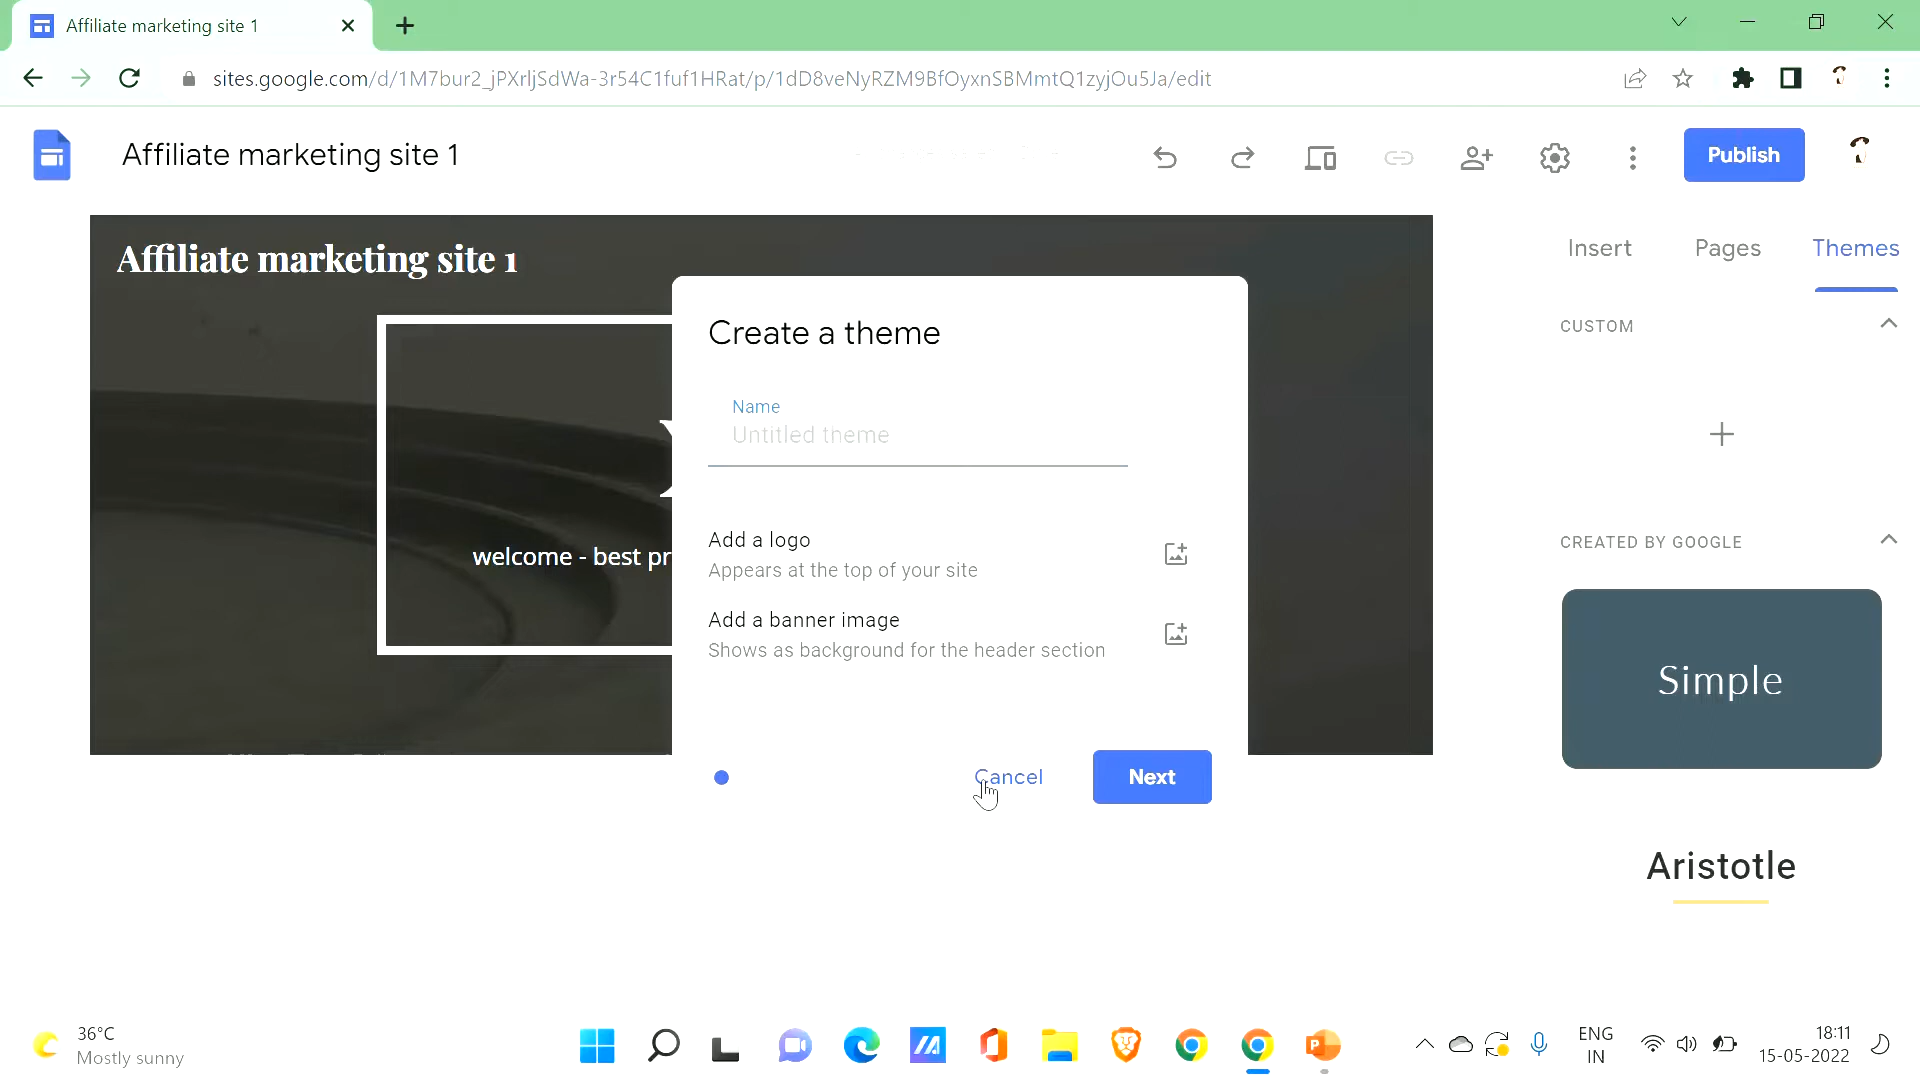 Affiliate marketing site 1
sites.google.com/d/1M7bur2_jPXrljSdWa-3r54C1fuf1HRat/p/1dD8veNyRZM9BfOyxnSBMmtQ1zyjOu5Ja/edit
Affiliate marketing site 1
Publish
Affiliate marketing site 1
welcome - best pr
Insert Pages Themes
CUSTOM
Create a theme
Name
Untitled theme
Add a logo
Appears at the top of your site
Add a banner image
Shows as background for the header section
Cancel Next
CREATED BY GOOGLE
Simple
Aristotle
36°C
Mostly sunny
ENG
IN
18:11
15-05-2022